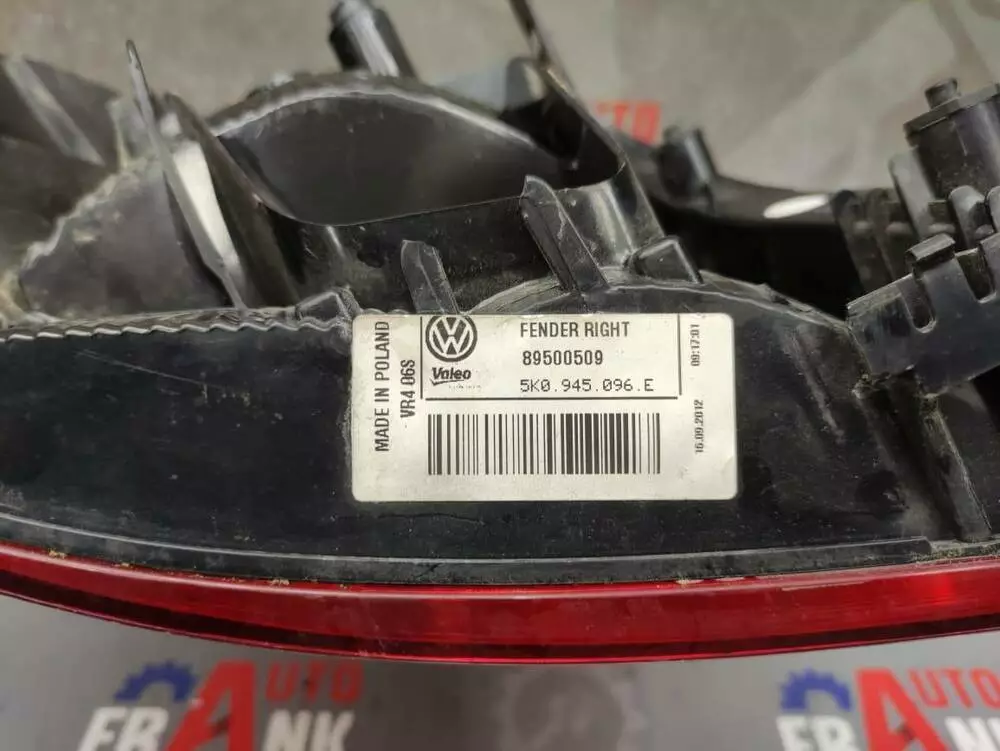 AUTO
MADE IN POLAND
VR4 06S
VW
Valeo
FENDER RIGHT
89500509
5K0.945.096.E
09:17:01
16.09.2012
AUTO
FRANK
AUTO
FRANK